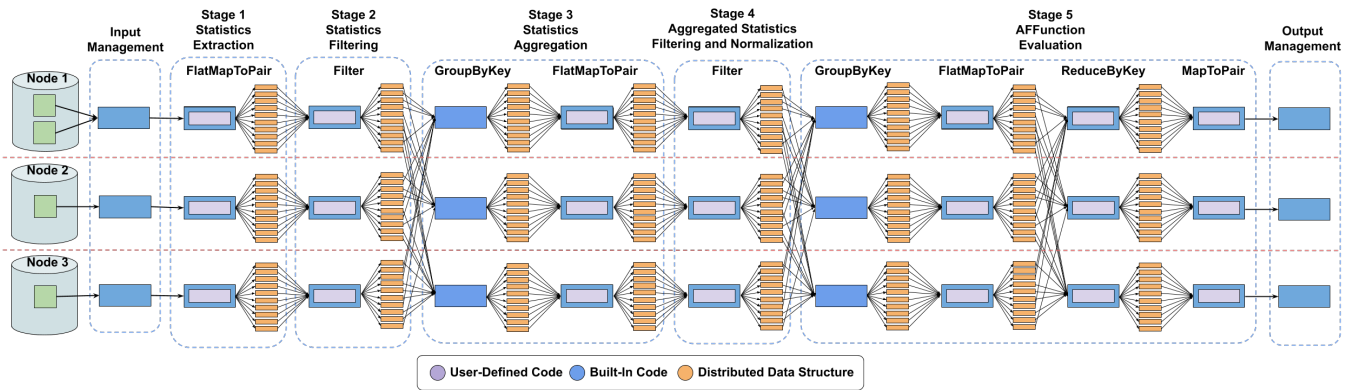 Input
Management
Stage 1
Statistics
Extraction
Stage 2
Statistics
Filtering
Stage 3
Statistics
Aggregation
Stage 4
Aggregated Statistics
Filtering and Normalization
Stage 5
AFFunction
Evaluation
Output
Management
Node 1
FlatMapToPair
Filter
GroupByKey
FlatMapToPair
Filter
GroupByKey
FlatMapToPair
ReduceByKey
MapToPair
Node 2
Node 3
User-Defined Code
Built-In Code
Distributed Data Structure